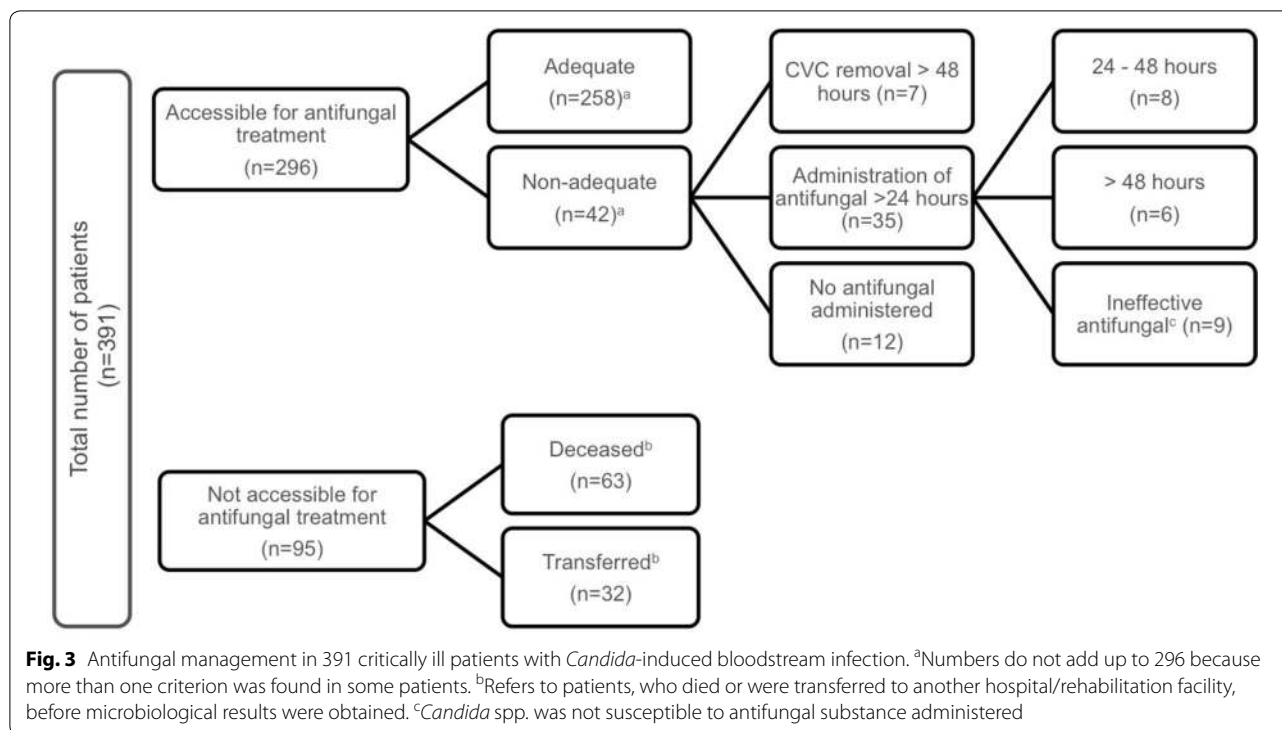 Total number of patients
(n=391)
Accessible for antifungal
treatment
(n=296)
Adequate
(n=258)ᵃ
Non-adequate
(n=42)ᵃ
CVC removal > 48
hours (n=7)
Administration of
antifungal >24 hours
(n=35)
No antifungal
administered
(n=12)
24 - 48 hours
(n=8)
> 48 hours
(n=6)
Ineffective
antifungalᶜ (n=9)
Not accessible for
antifungal treatment
(n=95)
Deceasedᵇ
(n=63)
Transferredᵇ
(n=32)
Fig. 3 Antifungal management in 391 critically ill patients with Candida-induced bloodstream infection. ᵃNumbers do not add up to 296 because
more than one criterion was found in some patients. ᵇRefers to patients, who died or were transferred to another hospital/rehabilitation facility,
before microbiological results were obtained. ᶜCandida spp. was not susceptible to antifungal substance administered